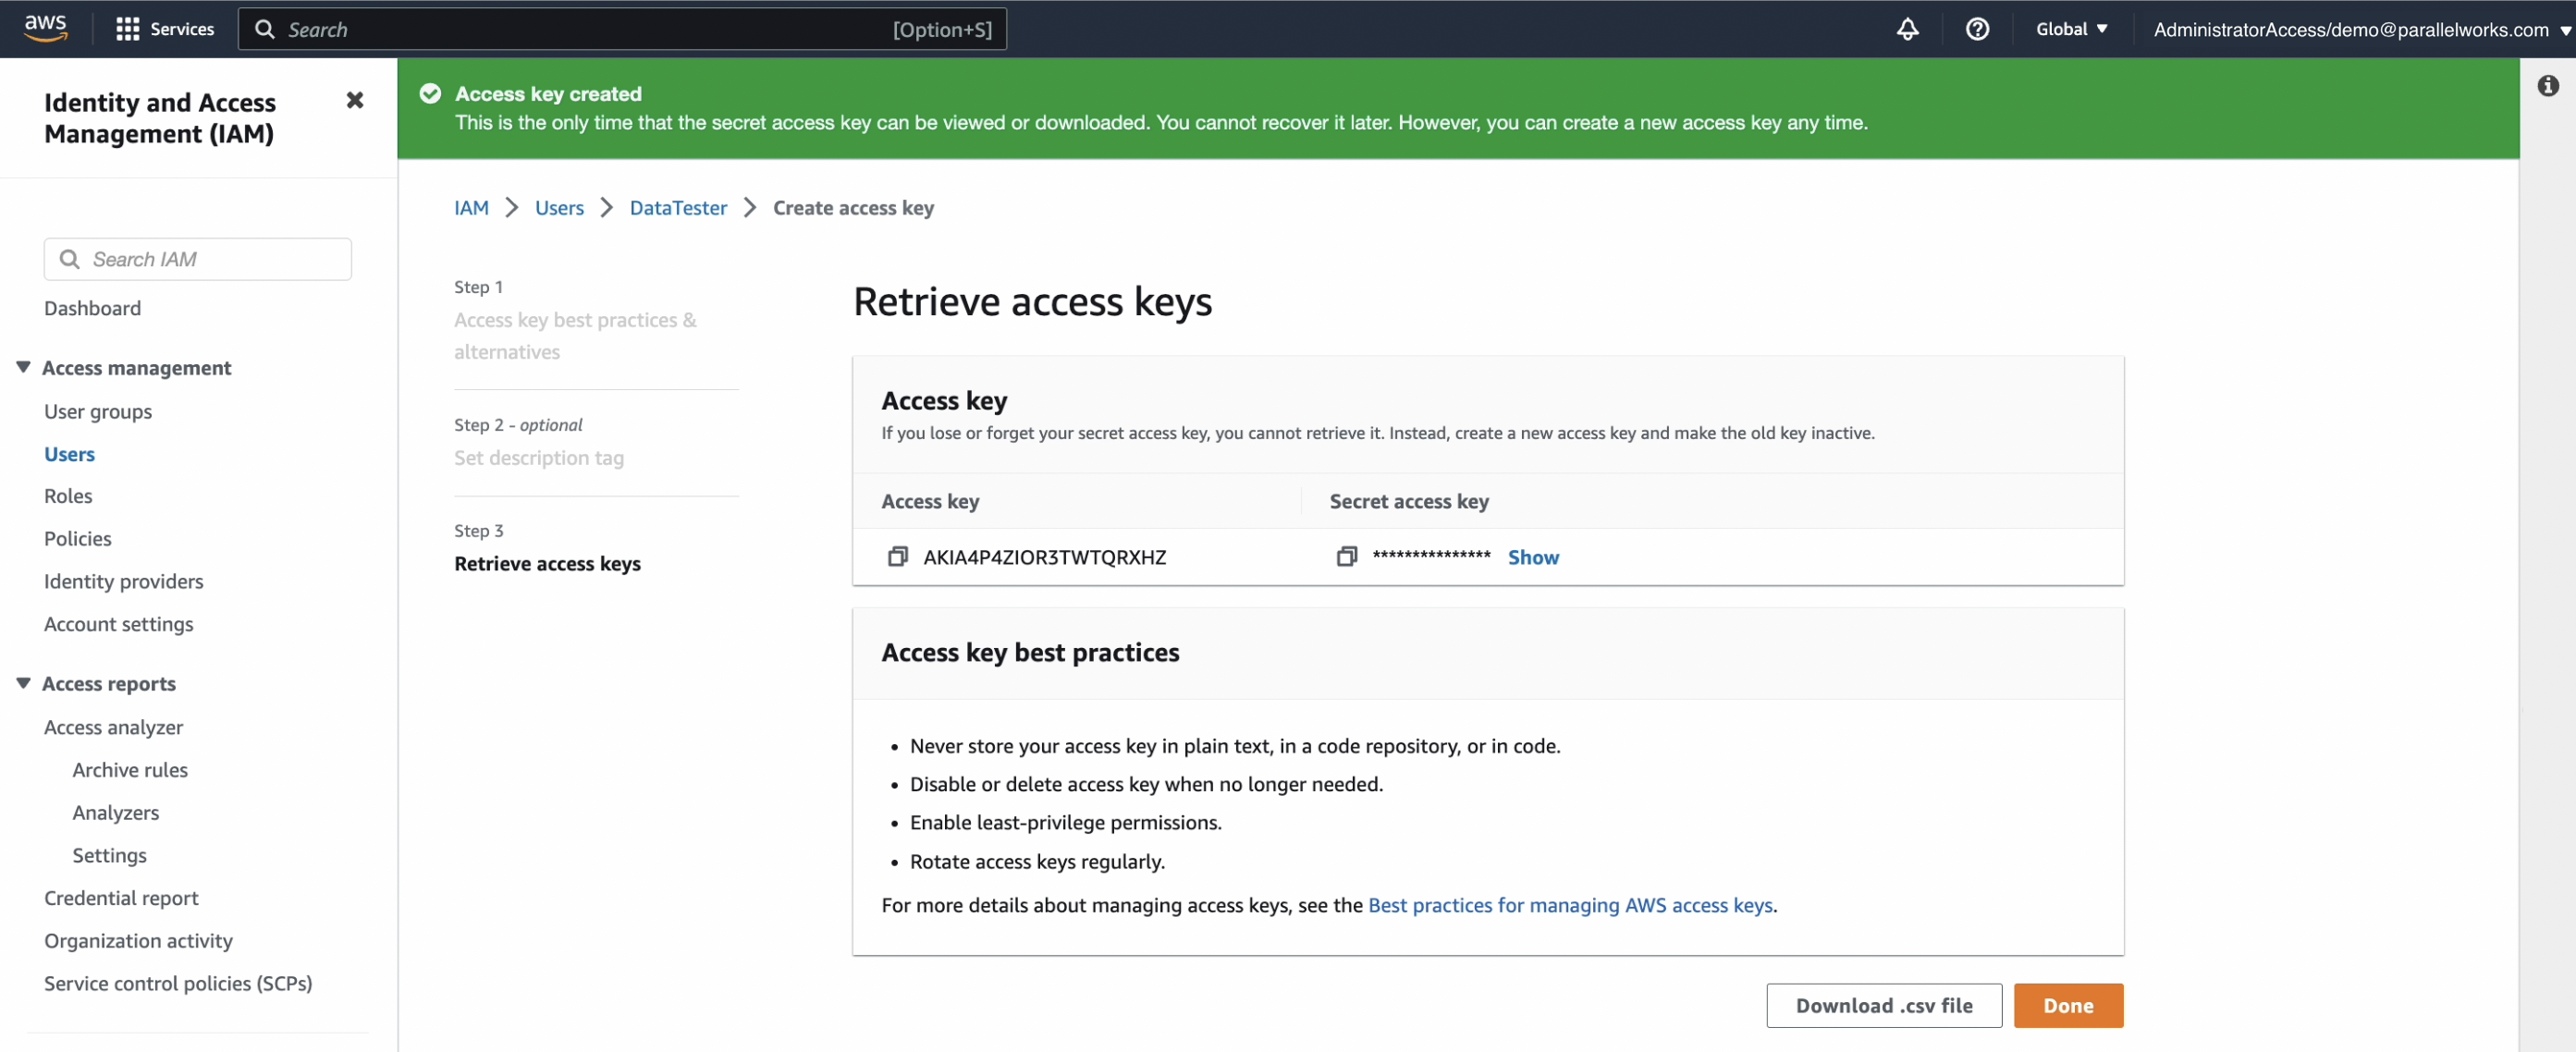 aws
Services
Search
[Option+S]
Global
AdministratorAccess/demo@parallelworks.com
Identity and Access
Management (IAM)
Search IAM
Dashboard
Access management
User groups
Users
Roles
Policies
Identity providers
Account settings
Access reports
Access analyzer
Archive rules
Analyzers
Settings
Credential report
Organization activity
Service control policies (SCPs)
Access key created
This is the only time that the secret access key can be viewed or downloaded. You cannot recover it later. However, you can create a new access key any time.
IAM > Users > DataTester > Create access key
Step 1
Access key best practices &
alternatives
Step 2 - optional
Set description tag
Step 3
Retrieve access keys
Retrieve access keys
Access key
If you lose or forget your secret access key, you cannot retrieve it. Instead, create a new access key and make the old key inactive.
Access key
Secret access key
AKIA4P4ZIOR3TWTQRXHZ
*************** Show
Access key best practices
• Never store your access key in plain text, in a code repository, or in code.
• Disable or delete access key when no longer needed.
• Enable least-privilege permissions.
• Rotate access keys regularly.
For more details about managing access keys, see the Best practices for managing AWS access keys.
Download .csv file
Done